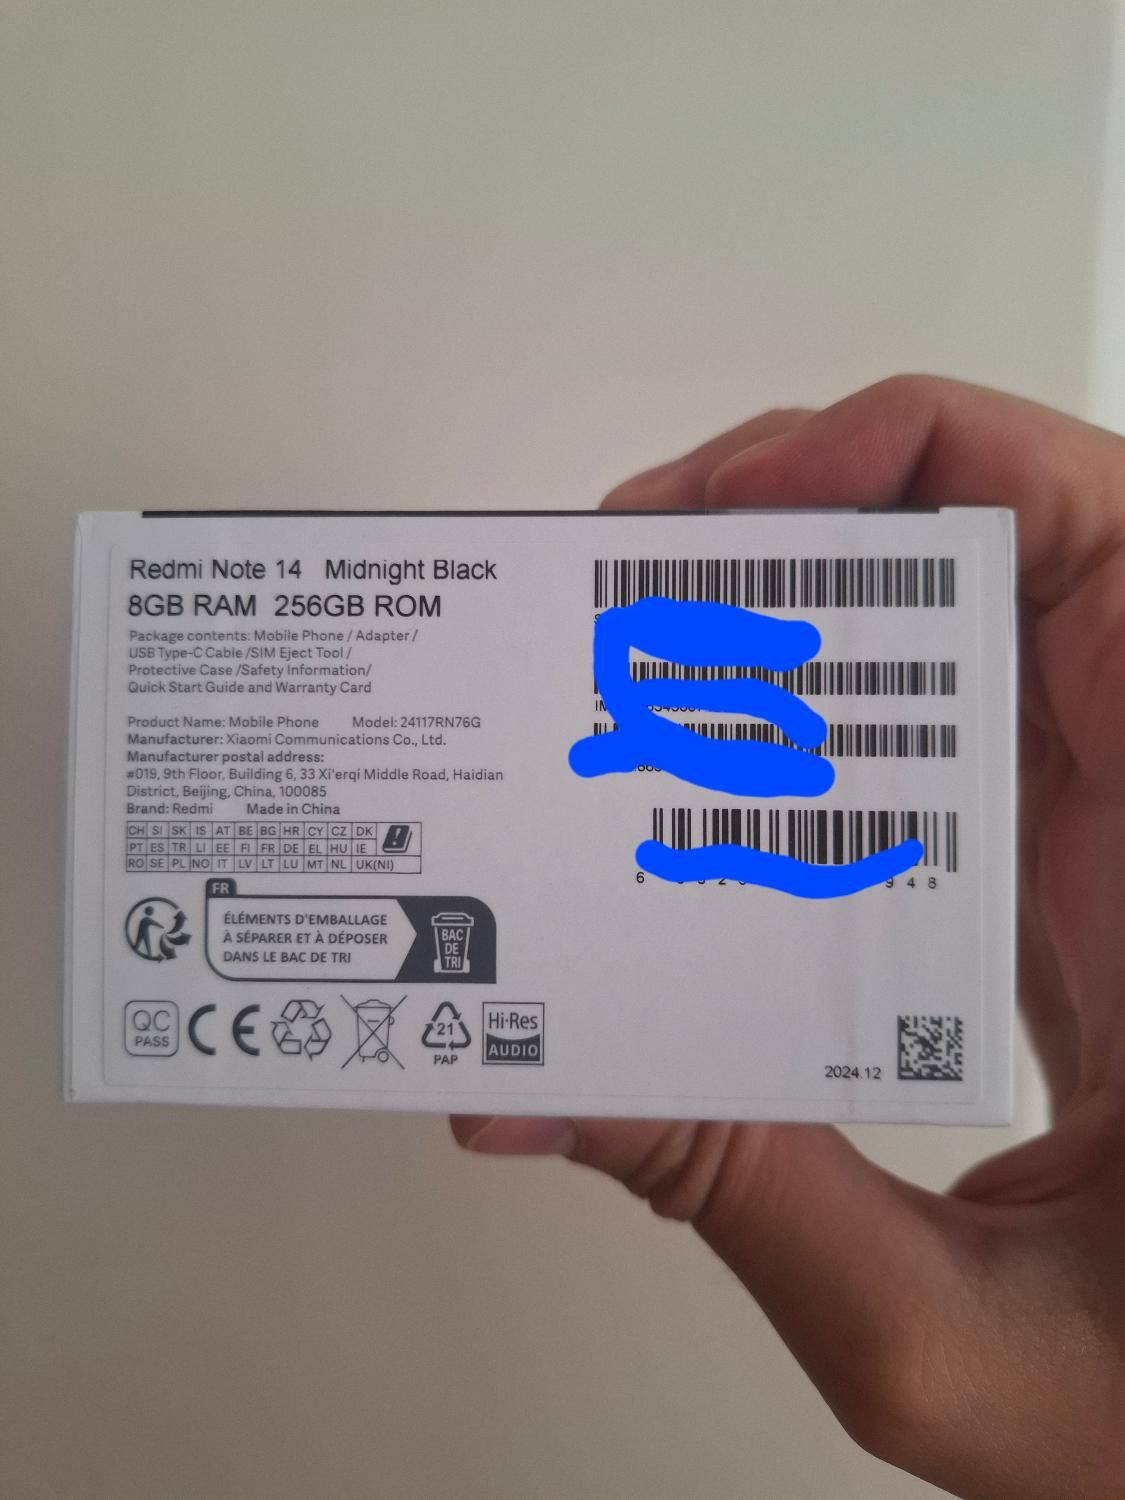 Redmi Note 14 Midnight Black
8GB RAM 256GB ROM
Package contents: Mobile Phone / Adapter /
USB Type-C Cable /SIM Eject Tool /
Protective Case /Safety Information/
Quick Start Guide and Warranty Card
Product Name: Mobile Phone Model: 24117RN76G
Manufacturer: Xiaomi Communications Co., Ltd.
Manufacturer postal address:
#019, 9th Floor, Building 6, 33 Xi'erqi Middle Road, Haidian
District, Beijing, China, 100085
Brand: Redmi Made in China
CH SI SK IS AT BE BG HR CY CZ DK
PT ES TR LI EE FI FR DE EL HU IE
RO SE PL NO IT LV LT LU MT NL UK(NI)
FR
ÉLÉMENTS D'EMBALLAGE
À SÉPARER ET À DÉPOSER
DANS LE BAC DE TRI
BAC
DE
TRI
QC
PASS
CE
21
PAP
Hi-Res
AUDIO
6
948
2024.12